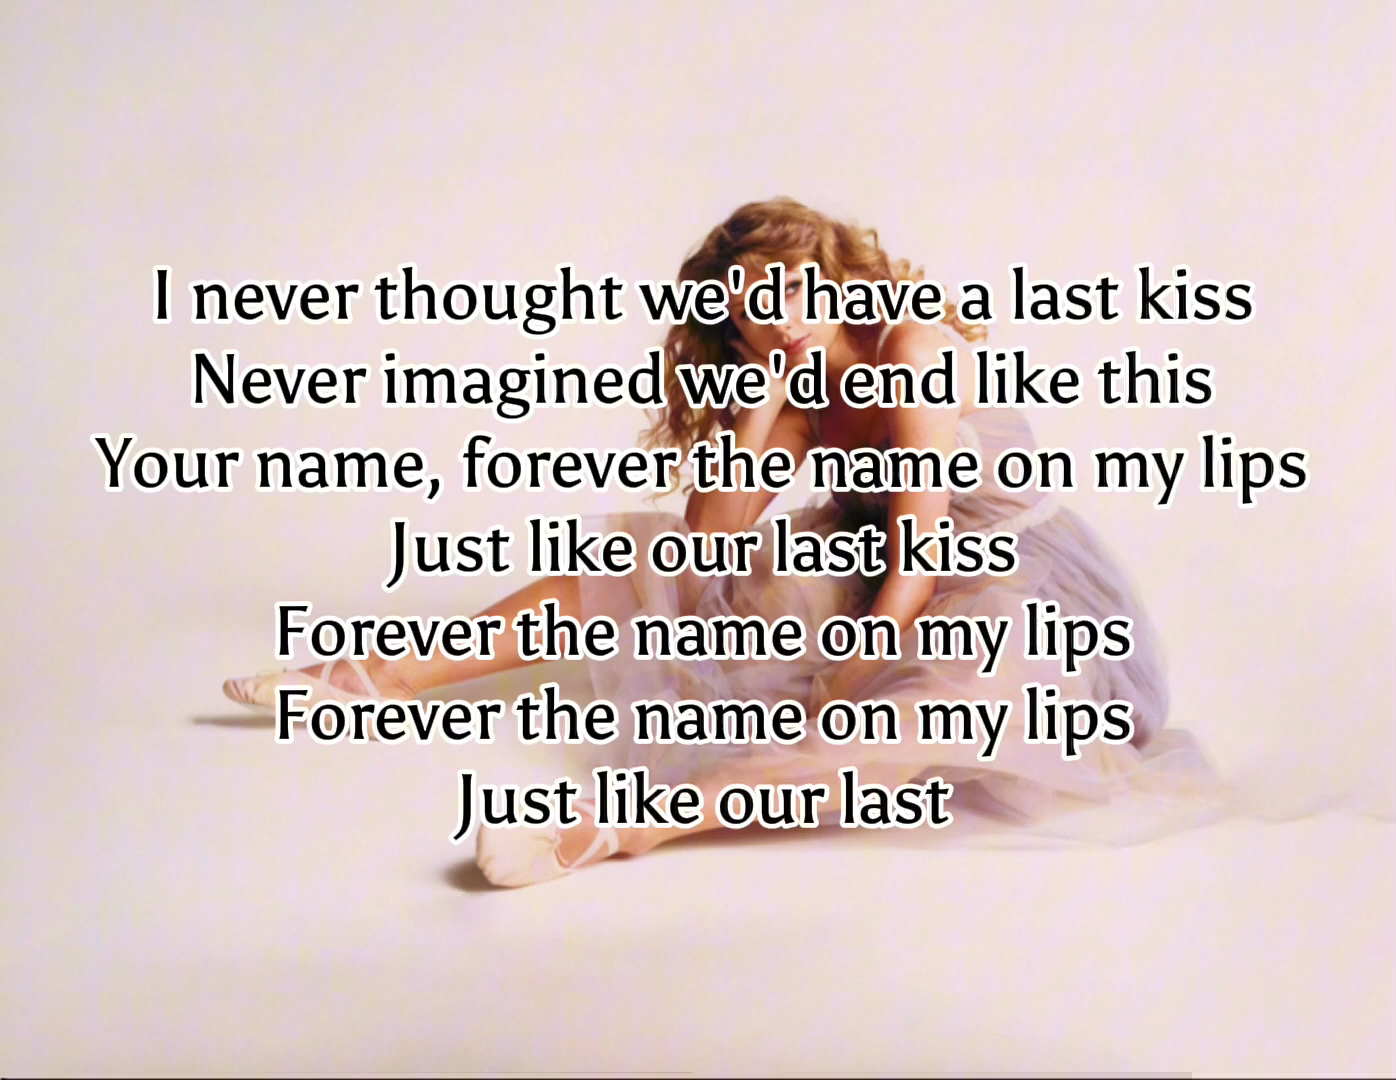 I never thought we'd have a last kiss
Never imagined we'd end like this
Your name, forever the name on my lips
Just like our last kiss
Forever the name on my lips
Forever the name on my lips
Just like our last